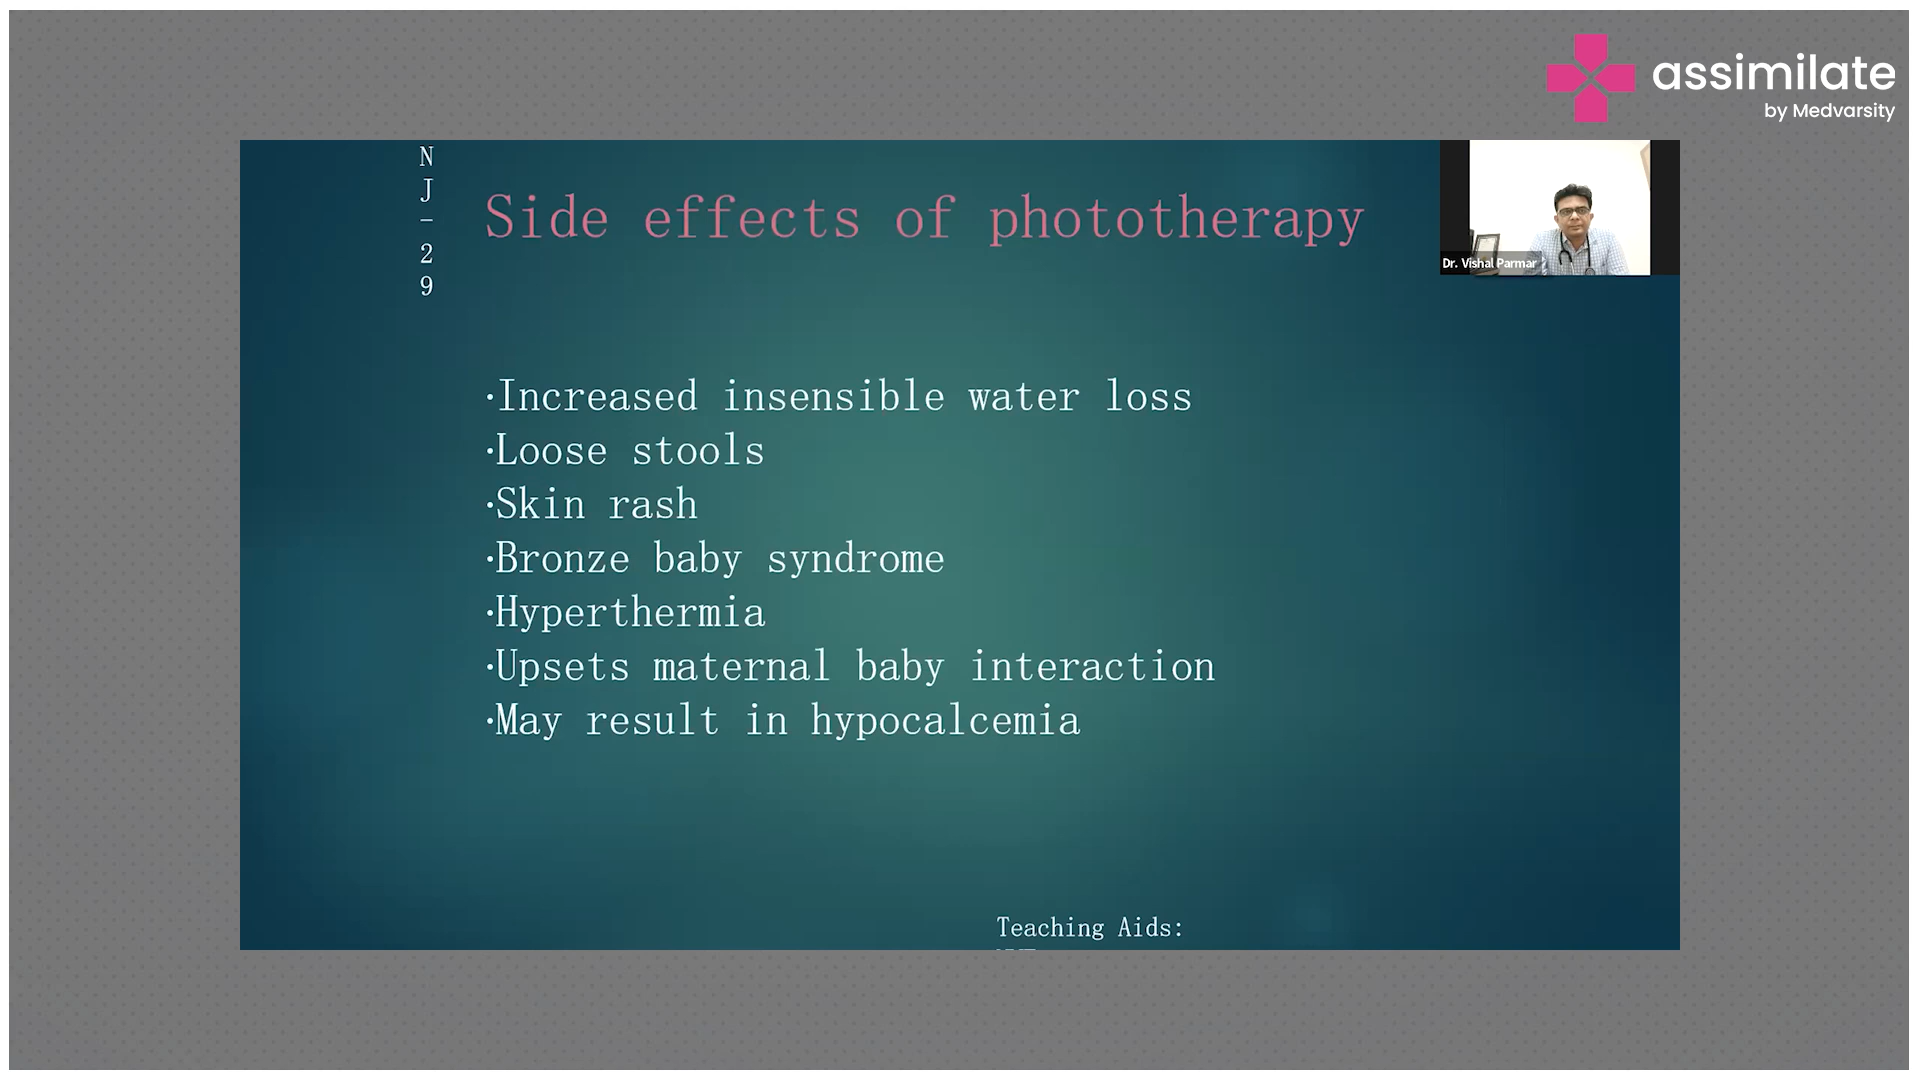 assimilate
by Medvarsity
N
J
-
2
9
Side effects of phototherapy
Dr. Vishal Parmar
·Increased insensible water loss
·Loose stools
·Skin rash
·Bronze baby syndrome
·Hyperthermia
·Upsets maternal baby interaction
·May result in hypocalcemia
Teaching Aids: